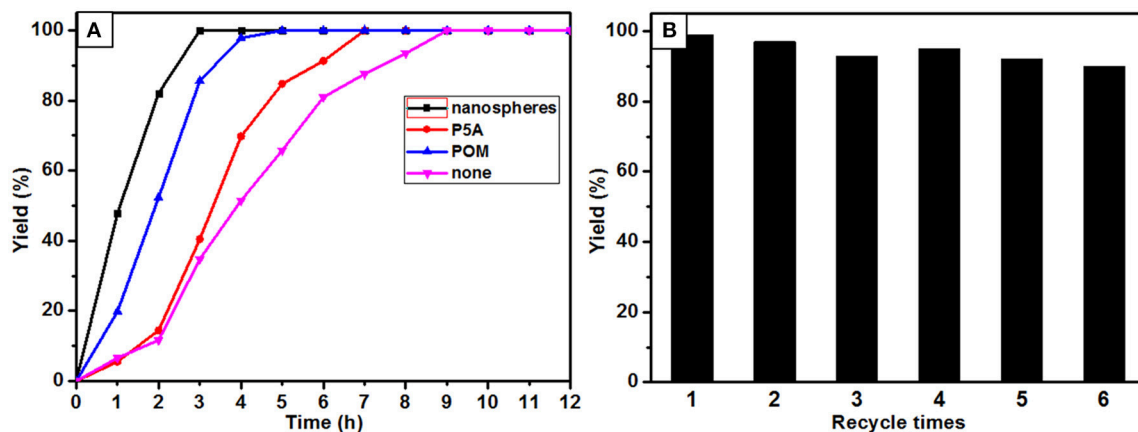 A
Yield (%)
100
80
60
40
20
0
nanospheres
P5A
POM
none
0 1 2 3 4 5 6 7 8 9 10 11 12
Time (h)
B
Yield (%)
100
80
60
40
20
0
1 2 3 4 5 6
Recycle times